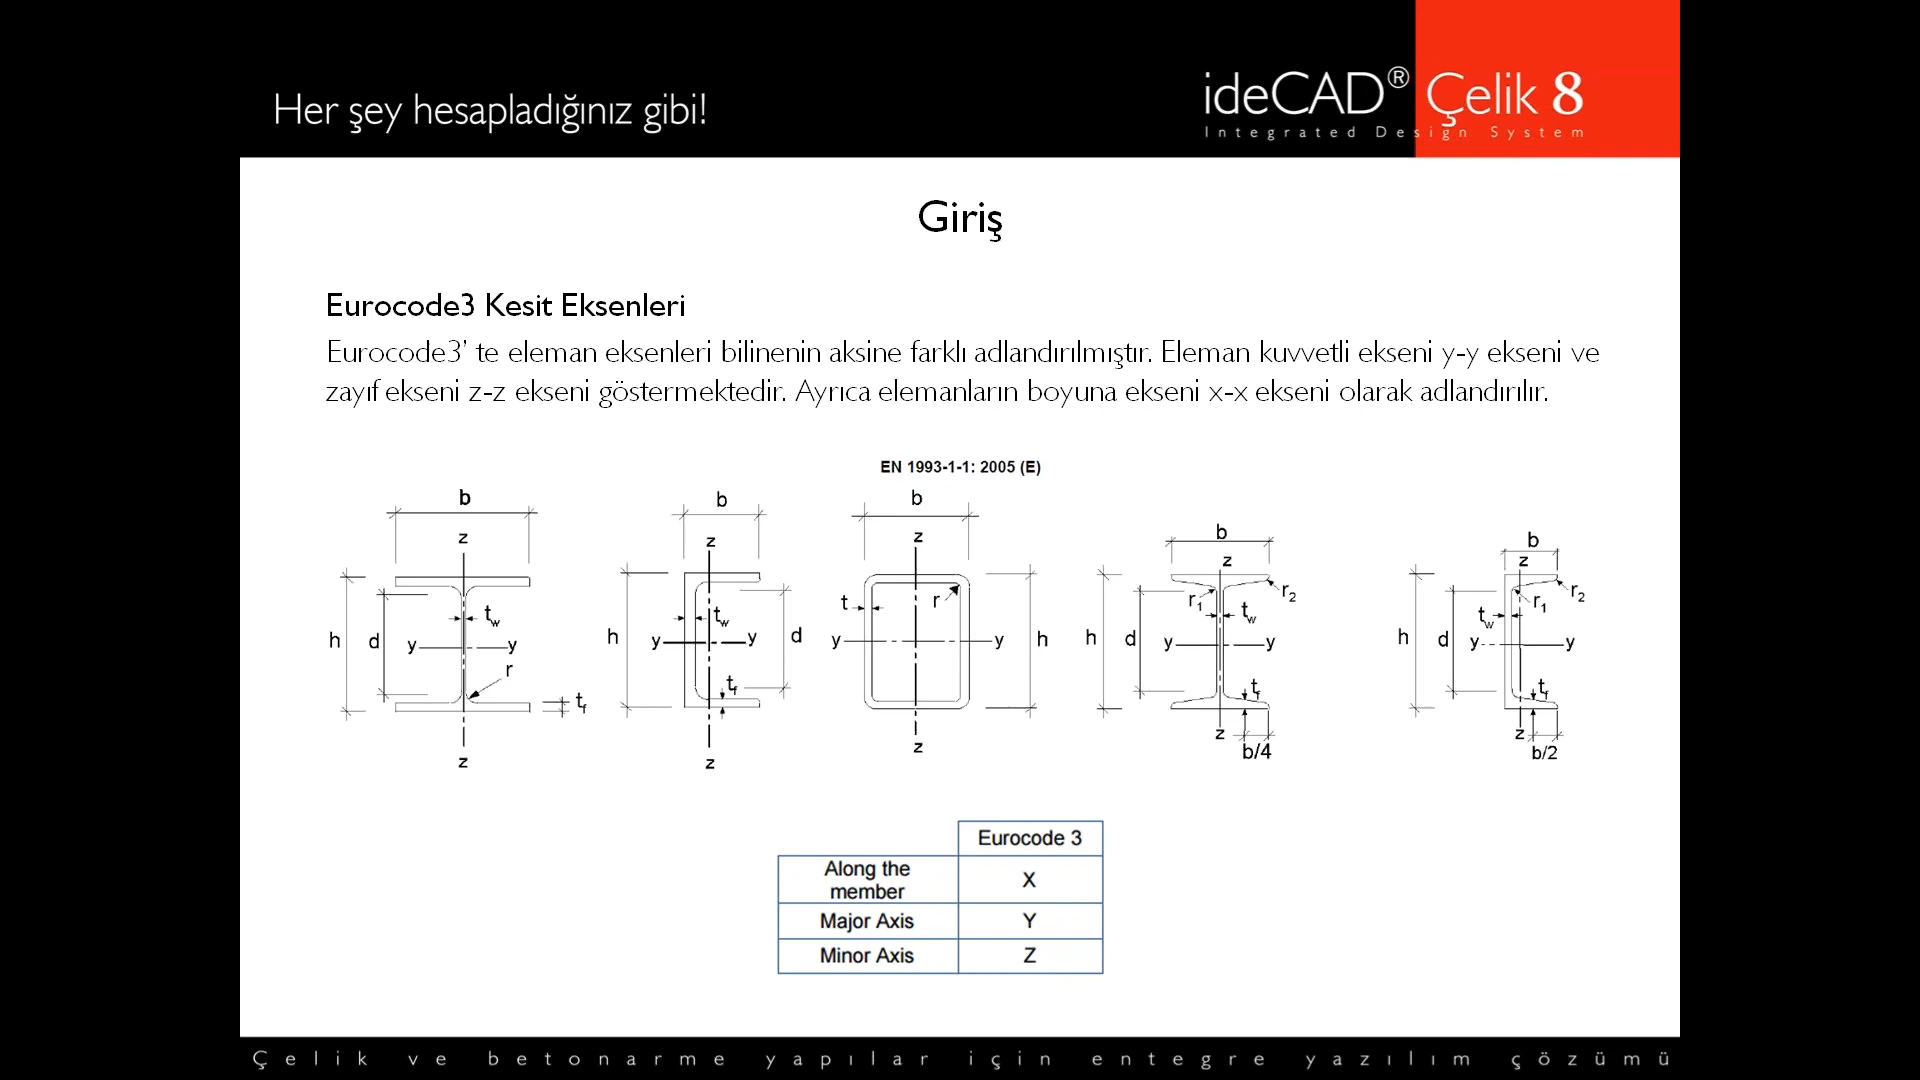 Her şey hesapladığınız gibi!
ideCAD® Çelik 8
Integrated Design System
Giriş
Eurocode3 Kesit Eksenleri
Eurocode3' te eleman eksenleri bilinenin aksine farklı adlandırılmıştır. Eleman kuvvetli ekseni y-y ekseni ve
zayıf ekseni z-z ekseni göstermektedir. Ayrıca elemanların boyuna ekseni x-x ekseni olarak adlandırılır.
EN 1993-1-1: 2005 (E)
b
z
h
d
tw
y
y
r
tf
z
b
z
h
tw
y
y
d
tf
z
b
z
t
r
y
y
h
z
b
z
r1
r2
tw
h
d
y
y
tf
z
b/4
b
z
r1
r2
tw
h
d
y
y
tf
z
b/2
Eurocode 3
Along the
member
X
Major Axis Y
Minor Axis Z
Çelik ve betonarme yapılar için entegre yazılım çözümü